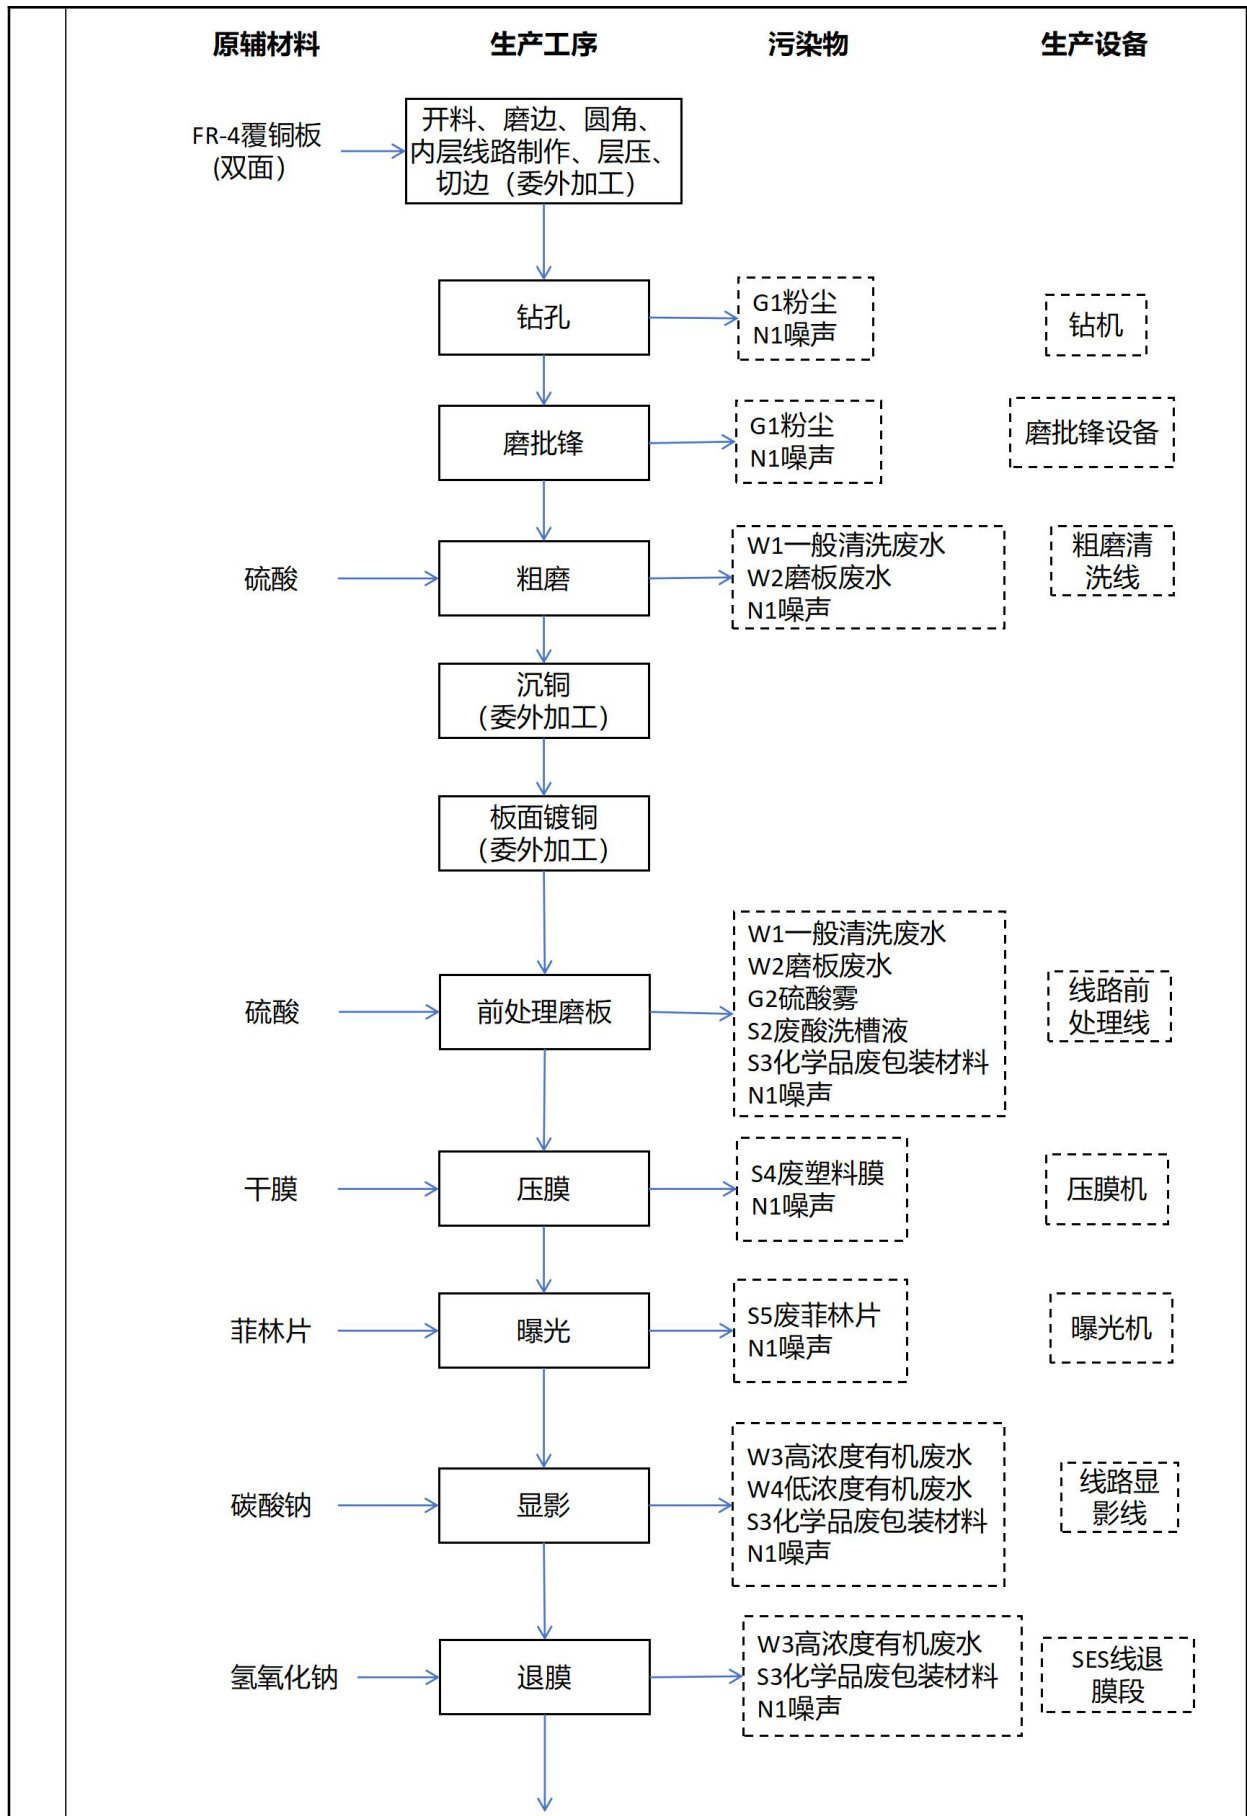 原辅材料
生产工序
污染物
生产设备
FR-4覆铜板
(双面）
开料、磨边、圆角、
内层线路制作、层压、
切边（委外加工）
钻孔
G1粉尘
N1噪声
钻机
磨批锋
G1粉尘
N1噪声
磨批锋设备
硫酸
粗磨
W1一般清洗废水
W2磨板废水
N1噪声
粗磨清
洗线
沉铜
（委外加工）
板面镀铜
（委外加工）
硫酸
前处理磨板
W1一般清洗废水
W2磨板废水
G2硫酸雾
S2废酸洗槽液
S3化学品废包装材料
N1噪声
线路前
处理线
干膜
压膜
S4废塑料膜
N1噪声
压膜机
菲林片
曝光
S5废菲林片
N1噪声
曝光机
碳酸钠
显影
W3高浓度有机废水
W4低浓度有机废水
S3化学品废包装材料
N1噪声
线路显
影线
氢氧化钠
退膜
W3高浓度有机废水
S3化学品废包装材料
N1噪声
SES线退
膜段